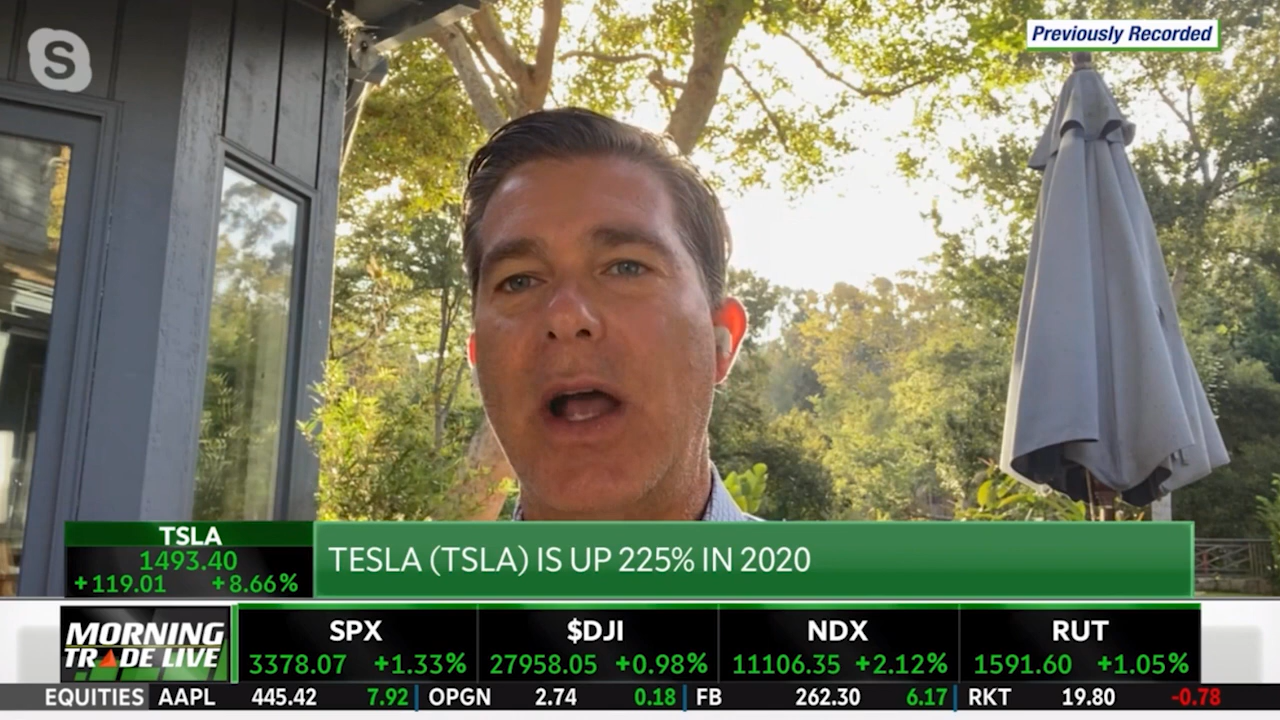 S
Previously Recorded
TSLA
1493.40
+119.01 +8.66%
TESLA (TSLA) IS UP 225% IN 2020
MORNING
TRADE LIVE
SPX
3378.07 +1.33%
$DJI
27958.05 +0.98%
NDX
11106.35 +2.12%
RUT
1591.60 +1.05%
EQUITIES AAPL 445.42 7.92 OPGN 2.74 0.18 FB 262.30 6.17 RKT 19.80 -0.78